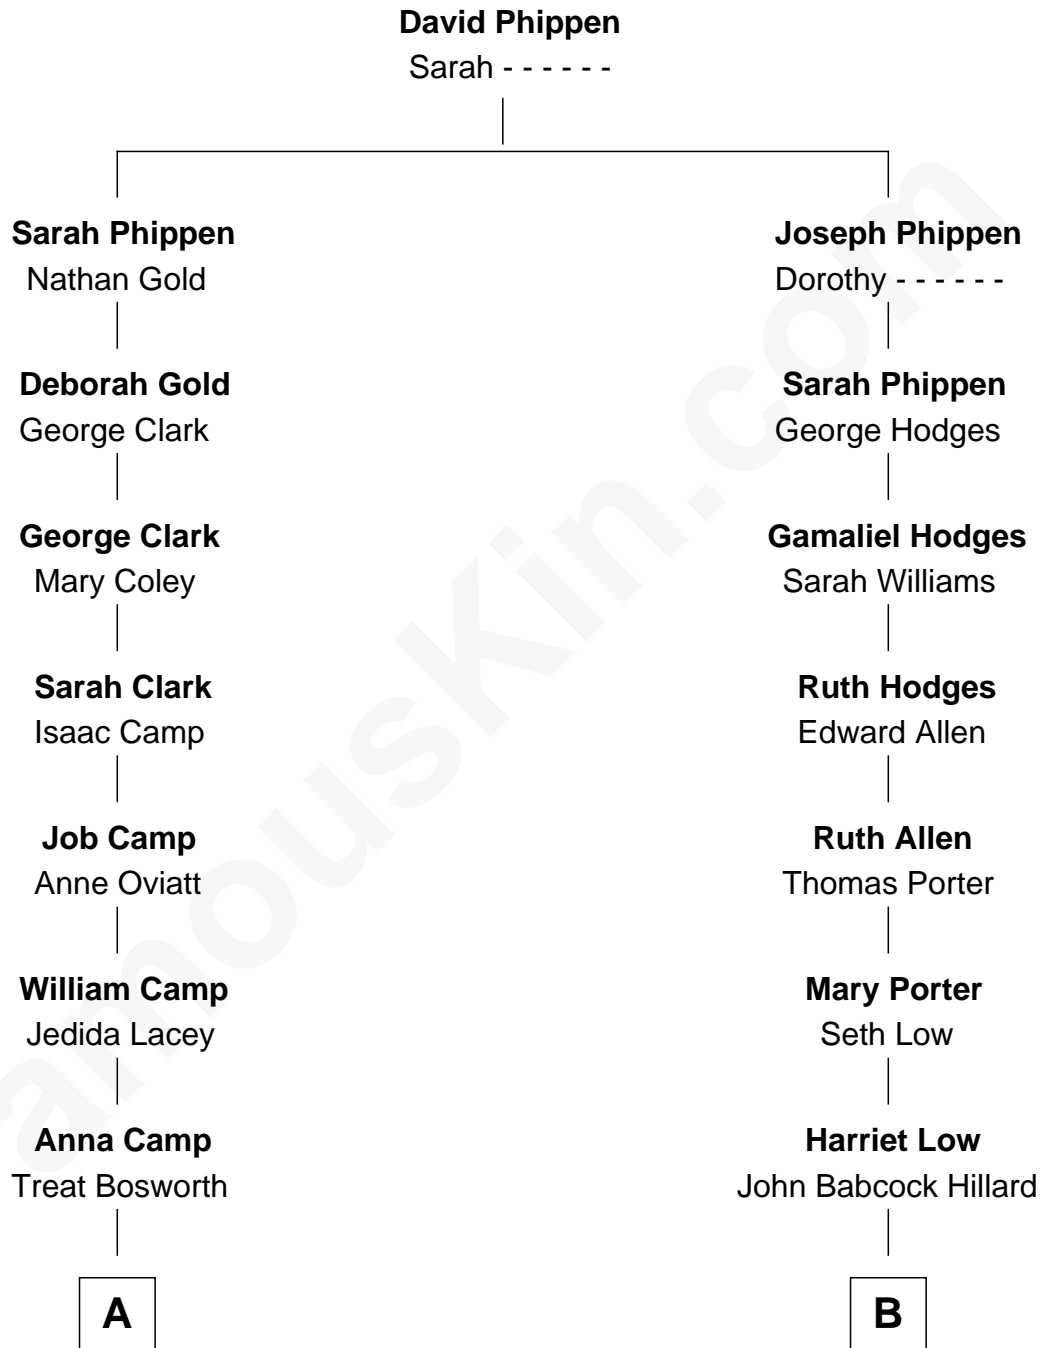 David Phippen
Sarah - - - - - -
Sarah Phippen
Nathan Gold
Joseph Phippen
Dorothy - - - - - -
Deborah Gold
George Clark
Sarah Phippen
George Hodges
George Clark
Mary Coley
Gamaliel Hodges
Sarah Williams
Sarah Clark
Isaac Camp
Ruth Hodges
Edward Allen
Job Camp
Anne Oviatt
Ruth Allen
Thomas Porter
William Camp
Jedida Lacey
Mary Porter
Seth Low
Anna Camp
Treat Bosworth
Harriet Low
John Babcock Hillard
A
B
amousKin.com